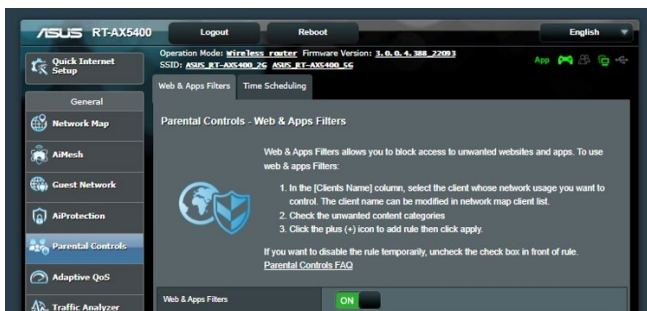 ASUS RT-AX5400 Logout Reboot English
Quick Internet Setup
Operation Mode: Wireless router Firmware Version: 3.0.0.4.388_22093
SSID: ASUS_RT-AX5400_2G ASUS_RT-AX5400_5G
App
Web & Apps Filters Time Scheduling
General
Network Map
AiMesh
Guest Network
AiProtection
Parental Controls
Adaptive QoS
Traffic Analyzer
Parental Controls - Web & Apps Filters
Web & Apps Filters allows you to block access to unwanted websites and apps. To use
web & apps Filters:
1. In the [Clients Name] column, select the client whose network usage you want to
control. The client name can be modified in network map client list.
2. Check the unwanted content categories
3. Click the plus (+) icon to add rule then click apply.
If you want to disable the rule temporarily, uncheck the check box in front of rule.
Parental Controls FAQ
Web & Apps Filters ON